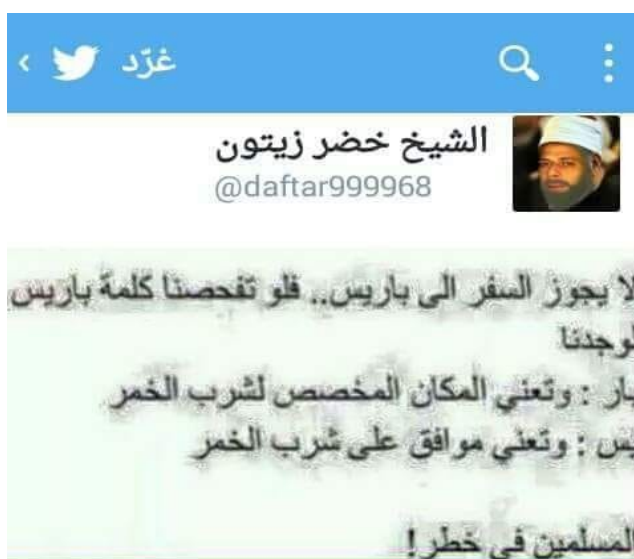 غرّد
الشيخ خضر زيتون
@daftar999968
لا يجوز السفر الى باريس.. فلو تفحصنا كلمة باريس
لوجدنا
بار : وتعني المكان المخصص لشرب الخمر
يس : وتعني موافق على شرب الخمر
المسلمين في خطر !